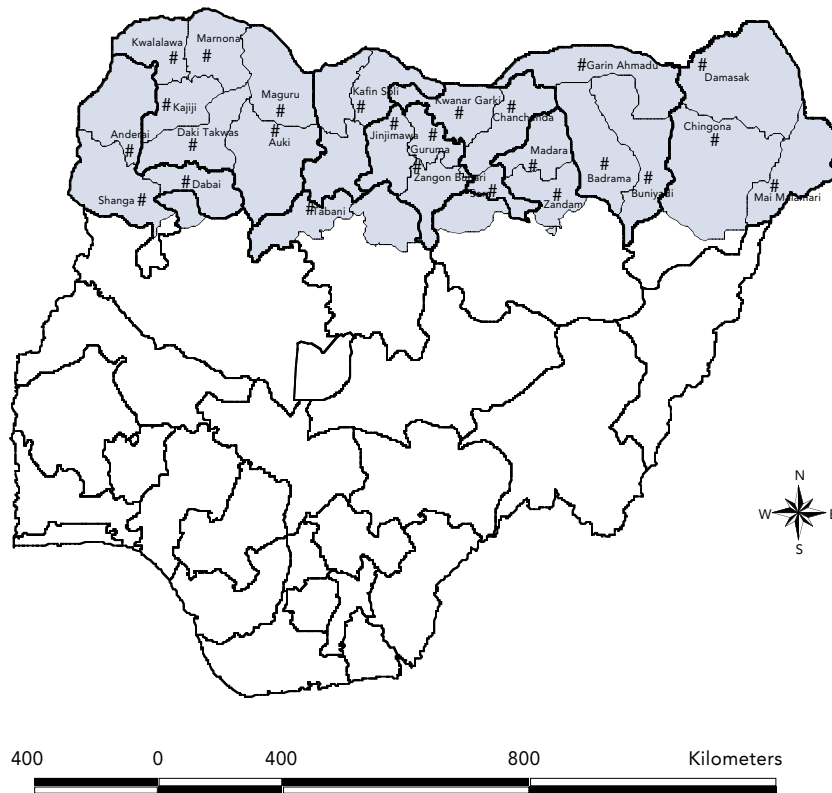 Kwalalawa
Marnona
Garin Ahmadu
Damasak
Maguru
Kafin Soli
Kajiji
Kwanar Garki
Chanchanda
Anderai
Daki Takwas
Auki
Jinjimawa
Guruma
Chingona
Madara
Zangon Buhari
Badrama
Dabai
Buniyadi
Mai Malamari
Shanga
Tabani
Zandam
N
W
E
S
400 0 400 800 Kilometers